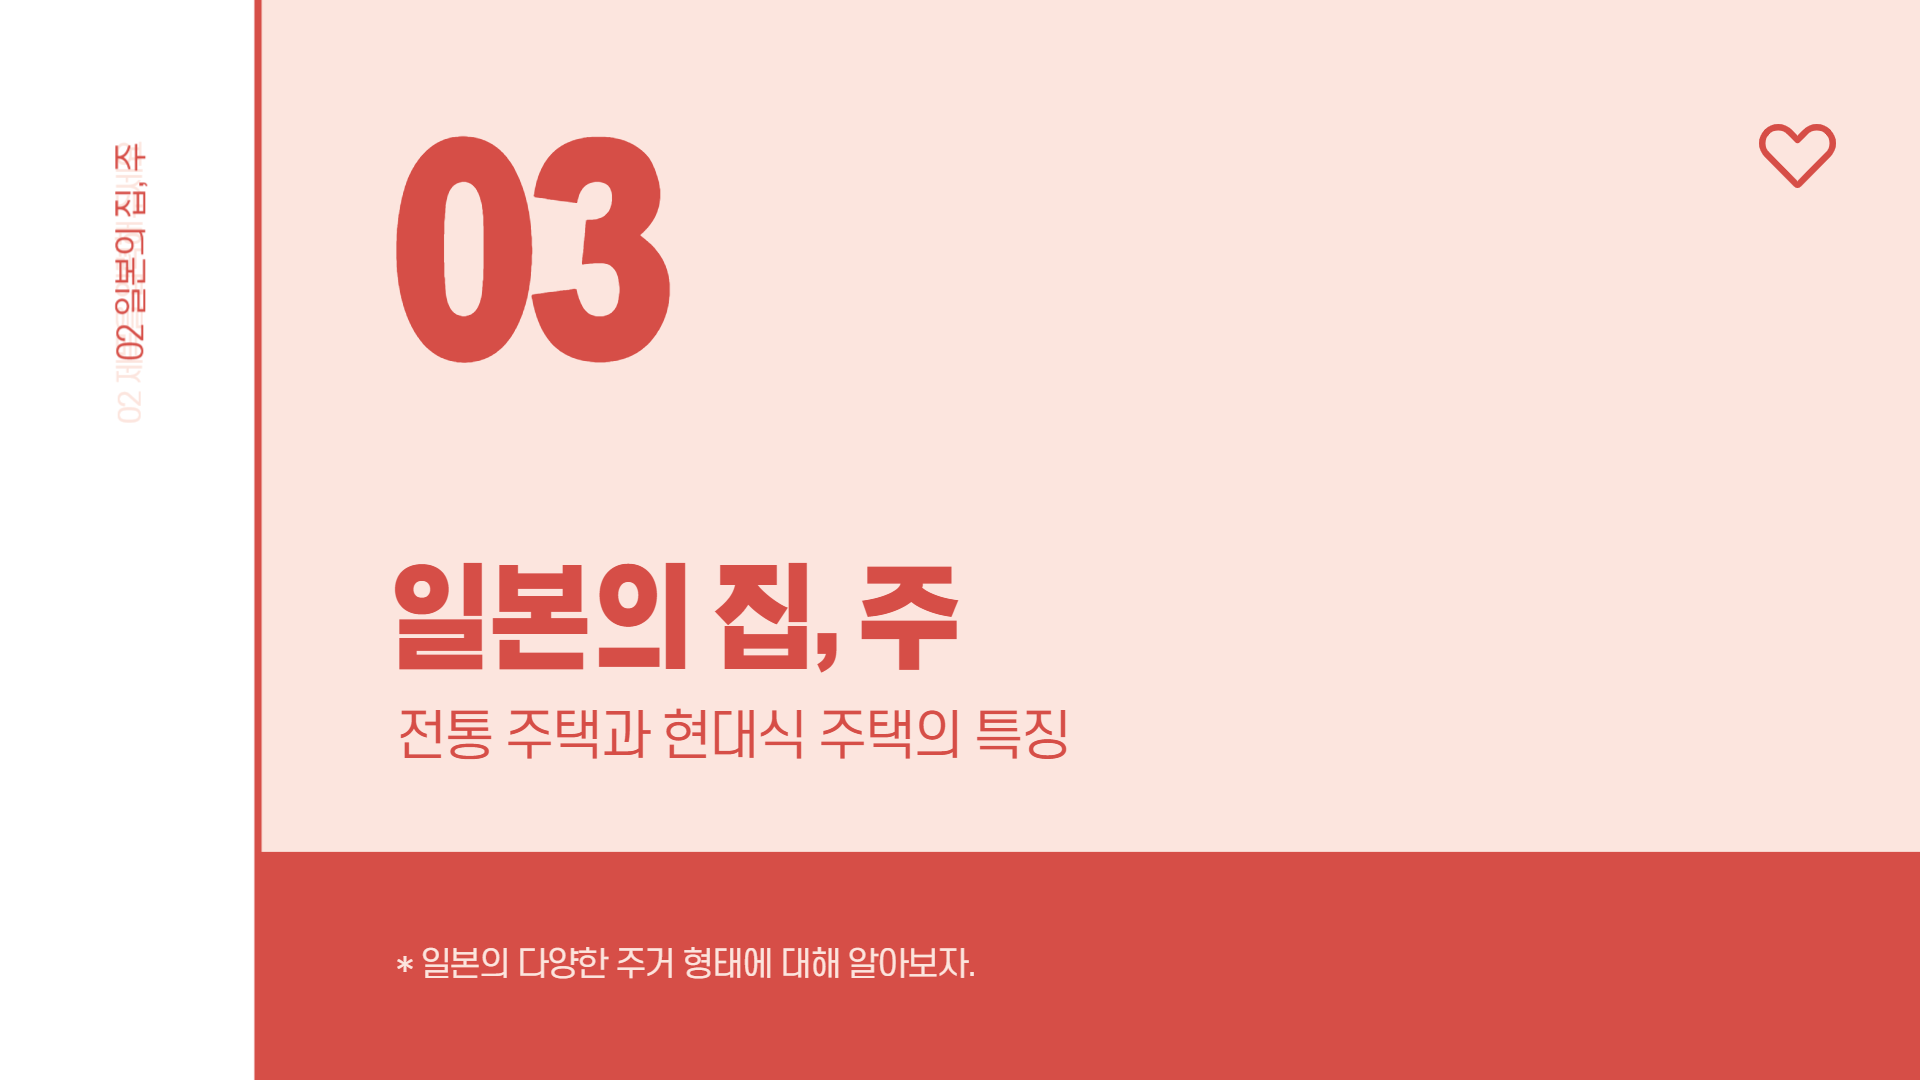 02 일본의 집, 주
03
일본의 집, 주
전통 주택과 현대식 주택의 특징
* 일본의 다양한 주거 형태에 대해 알아보자.